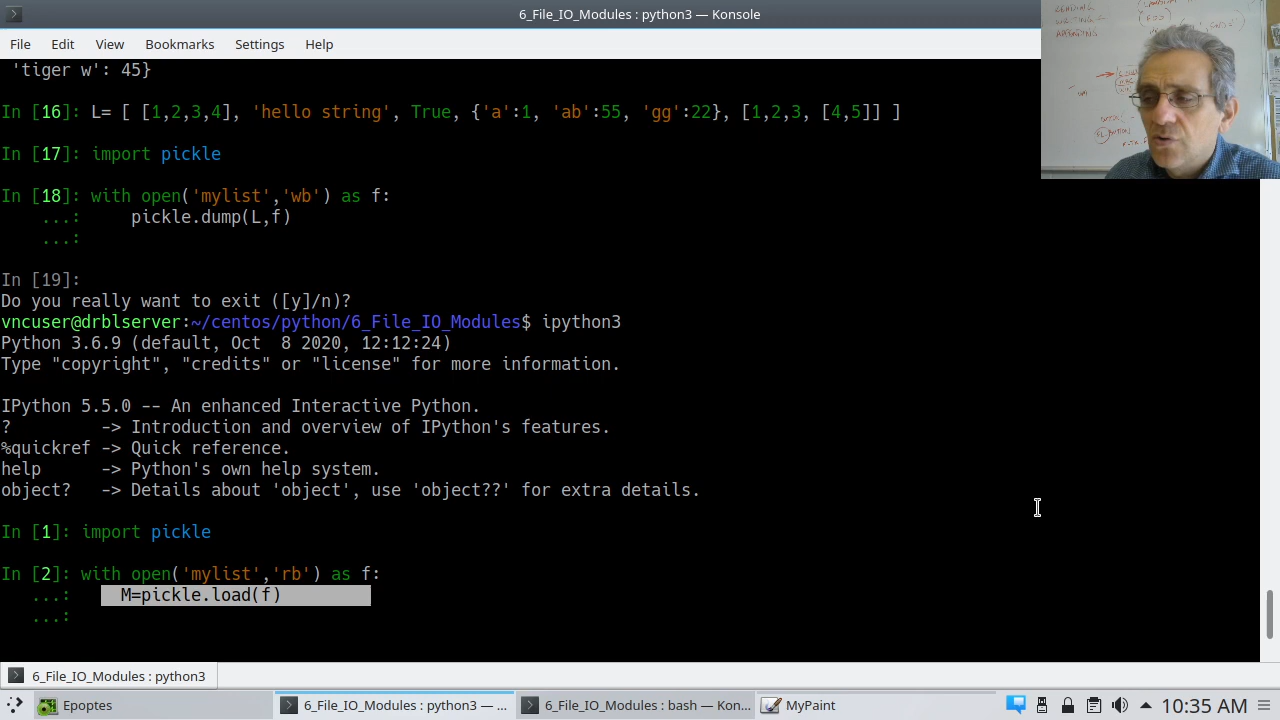 6_File_IO_Modules : python3 — Konsole
File Edit View Bookmarks Settings Help
'tiger w': 45}
In [16]: L= [ [1,2,3,4], 'hello string', True, {'a':1, 'ab':55, 'gg':22}, [1,2,3, [4,5]] ]
In [17]: import pickle
In [18]: with open('mylist','wb') as f:
...: pickle.dump(L,f)
...:
In [19]:
Do you really want to exit ([y]/n)?
vncuser@drblserver:~/centos/python/6_File_IO_Modules$ ipython3
Python 3.6.9 (default, Oct  8 2020, 12:12:24)
Type "copyright", "credits" or "license" for more information.
IPython 5.5.0 -- An enhanced Interactive Python.
? -> Introduction and overview of IPython's features.
%quickref -> Quick reference.
help -> Python's own help system.
object? -> Details about 'object', use 'object??' for extra details.
In [1]: import pickle
In [2]: with open('mylist','rb') as f:
...: M=pickle.load(f)
...:
6_File_IO_Modules : python3
Epoptes
6_File_IO_Modules : python3 — ...
6_File_IO_Modules : bash — Kon...
MyPaint
10:35 AM